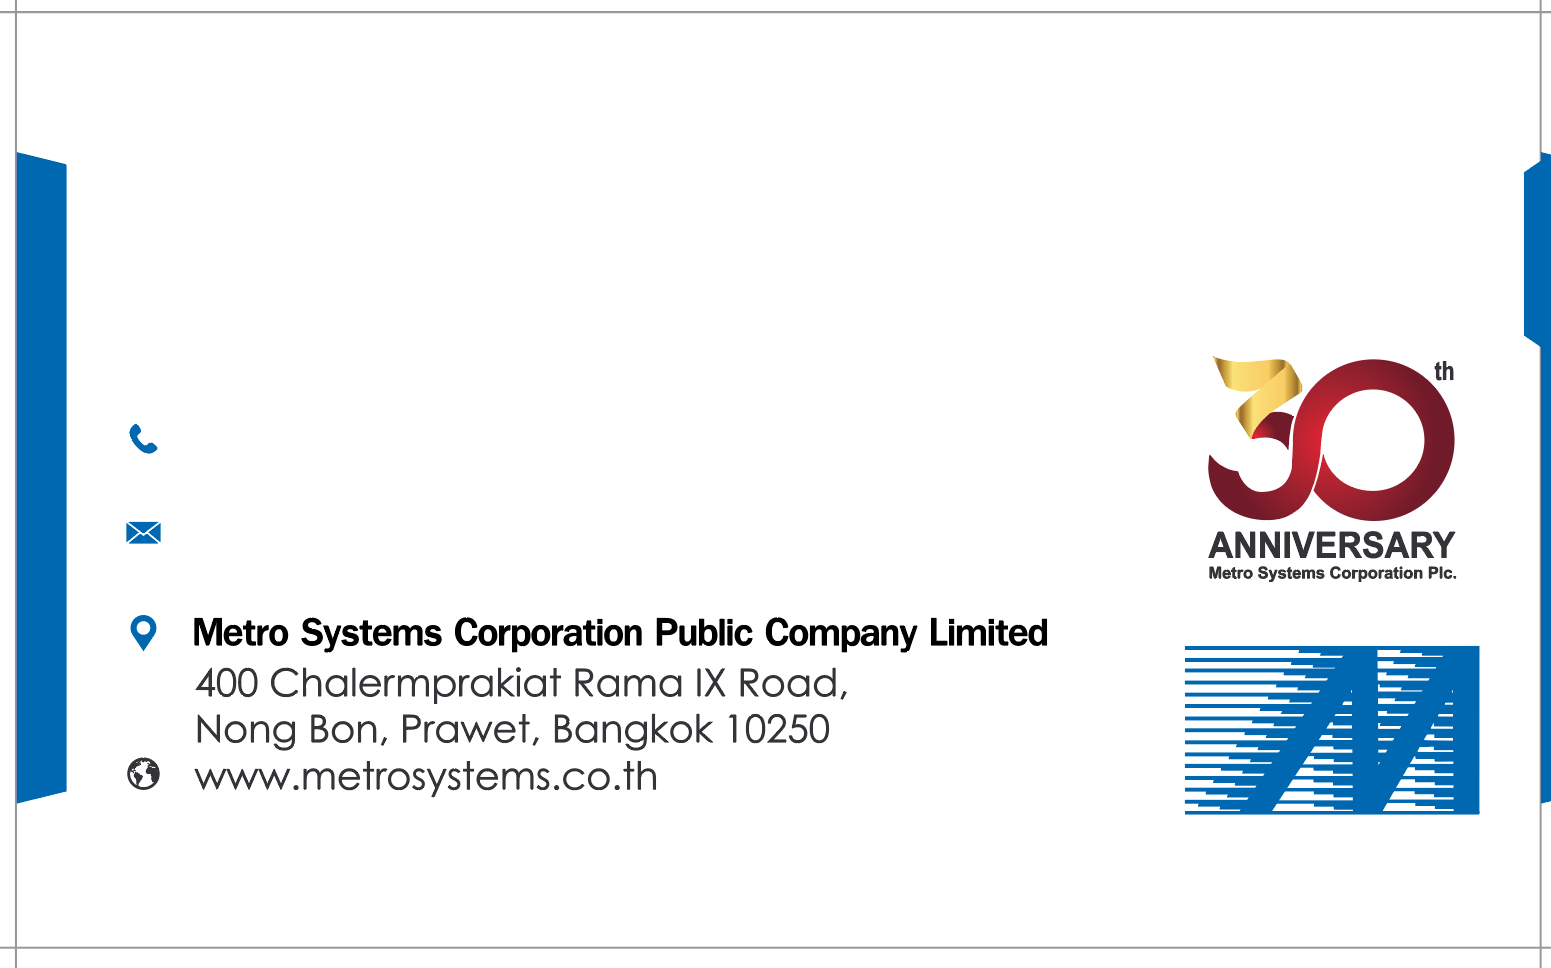 30th
ANNIVERSARY
Metro Systems Corporation Plc.
Metro Systems Corporation Public Company Limited
400 Chalermprakiat Rama IX Road,
Nong Bon, Prawet, Bangkok 10250
www.metrosystems.co.th
M